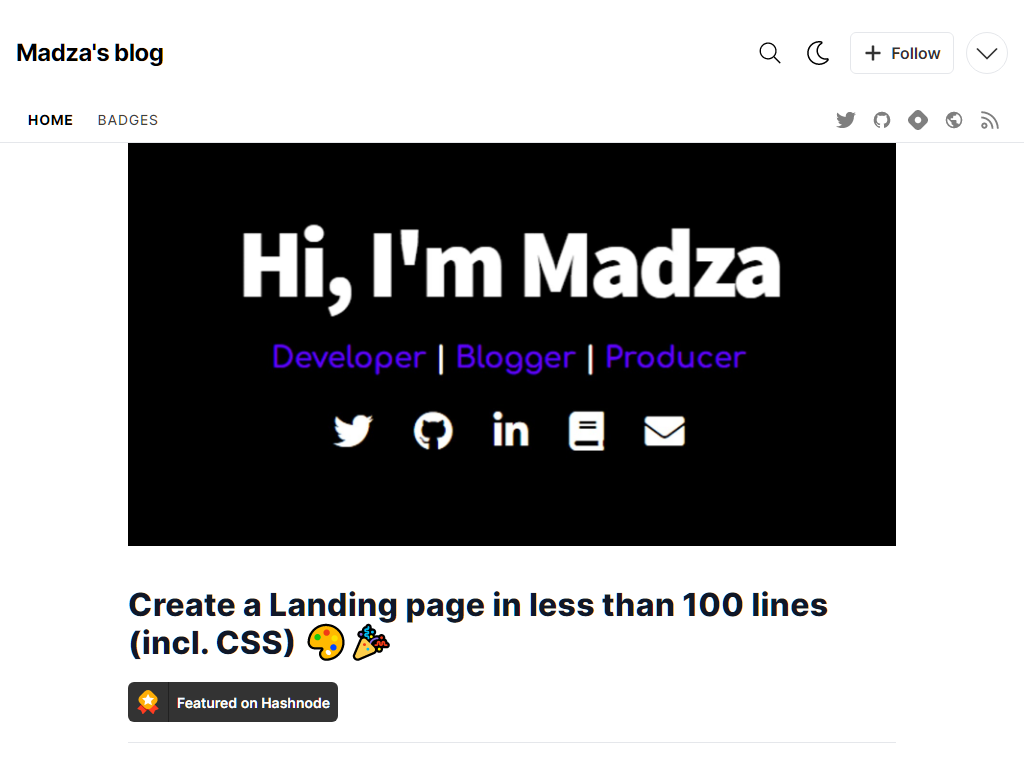 Madza's blog
Follow
HOME BADGES
Hi, I'm Madza
Developer | Blogger | Producer
in
Create a Landing page in less than 100 lines
(incl. CSS) 🎨 🎉
Featured on Hashnode